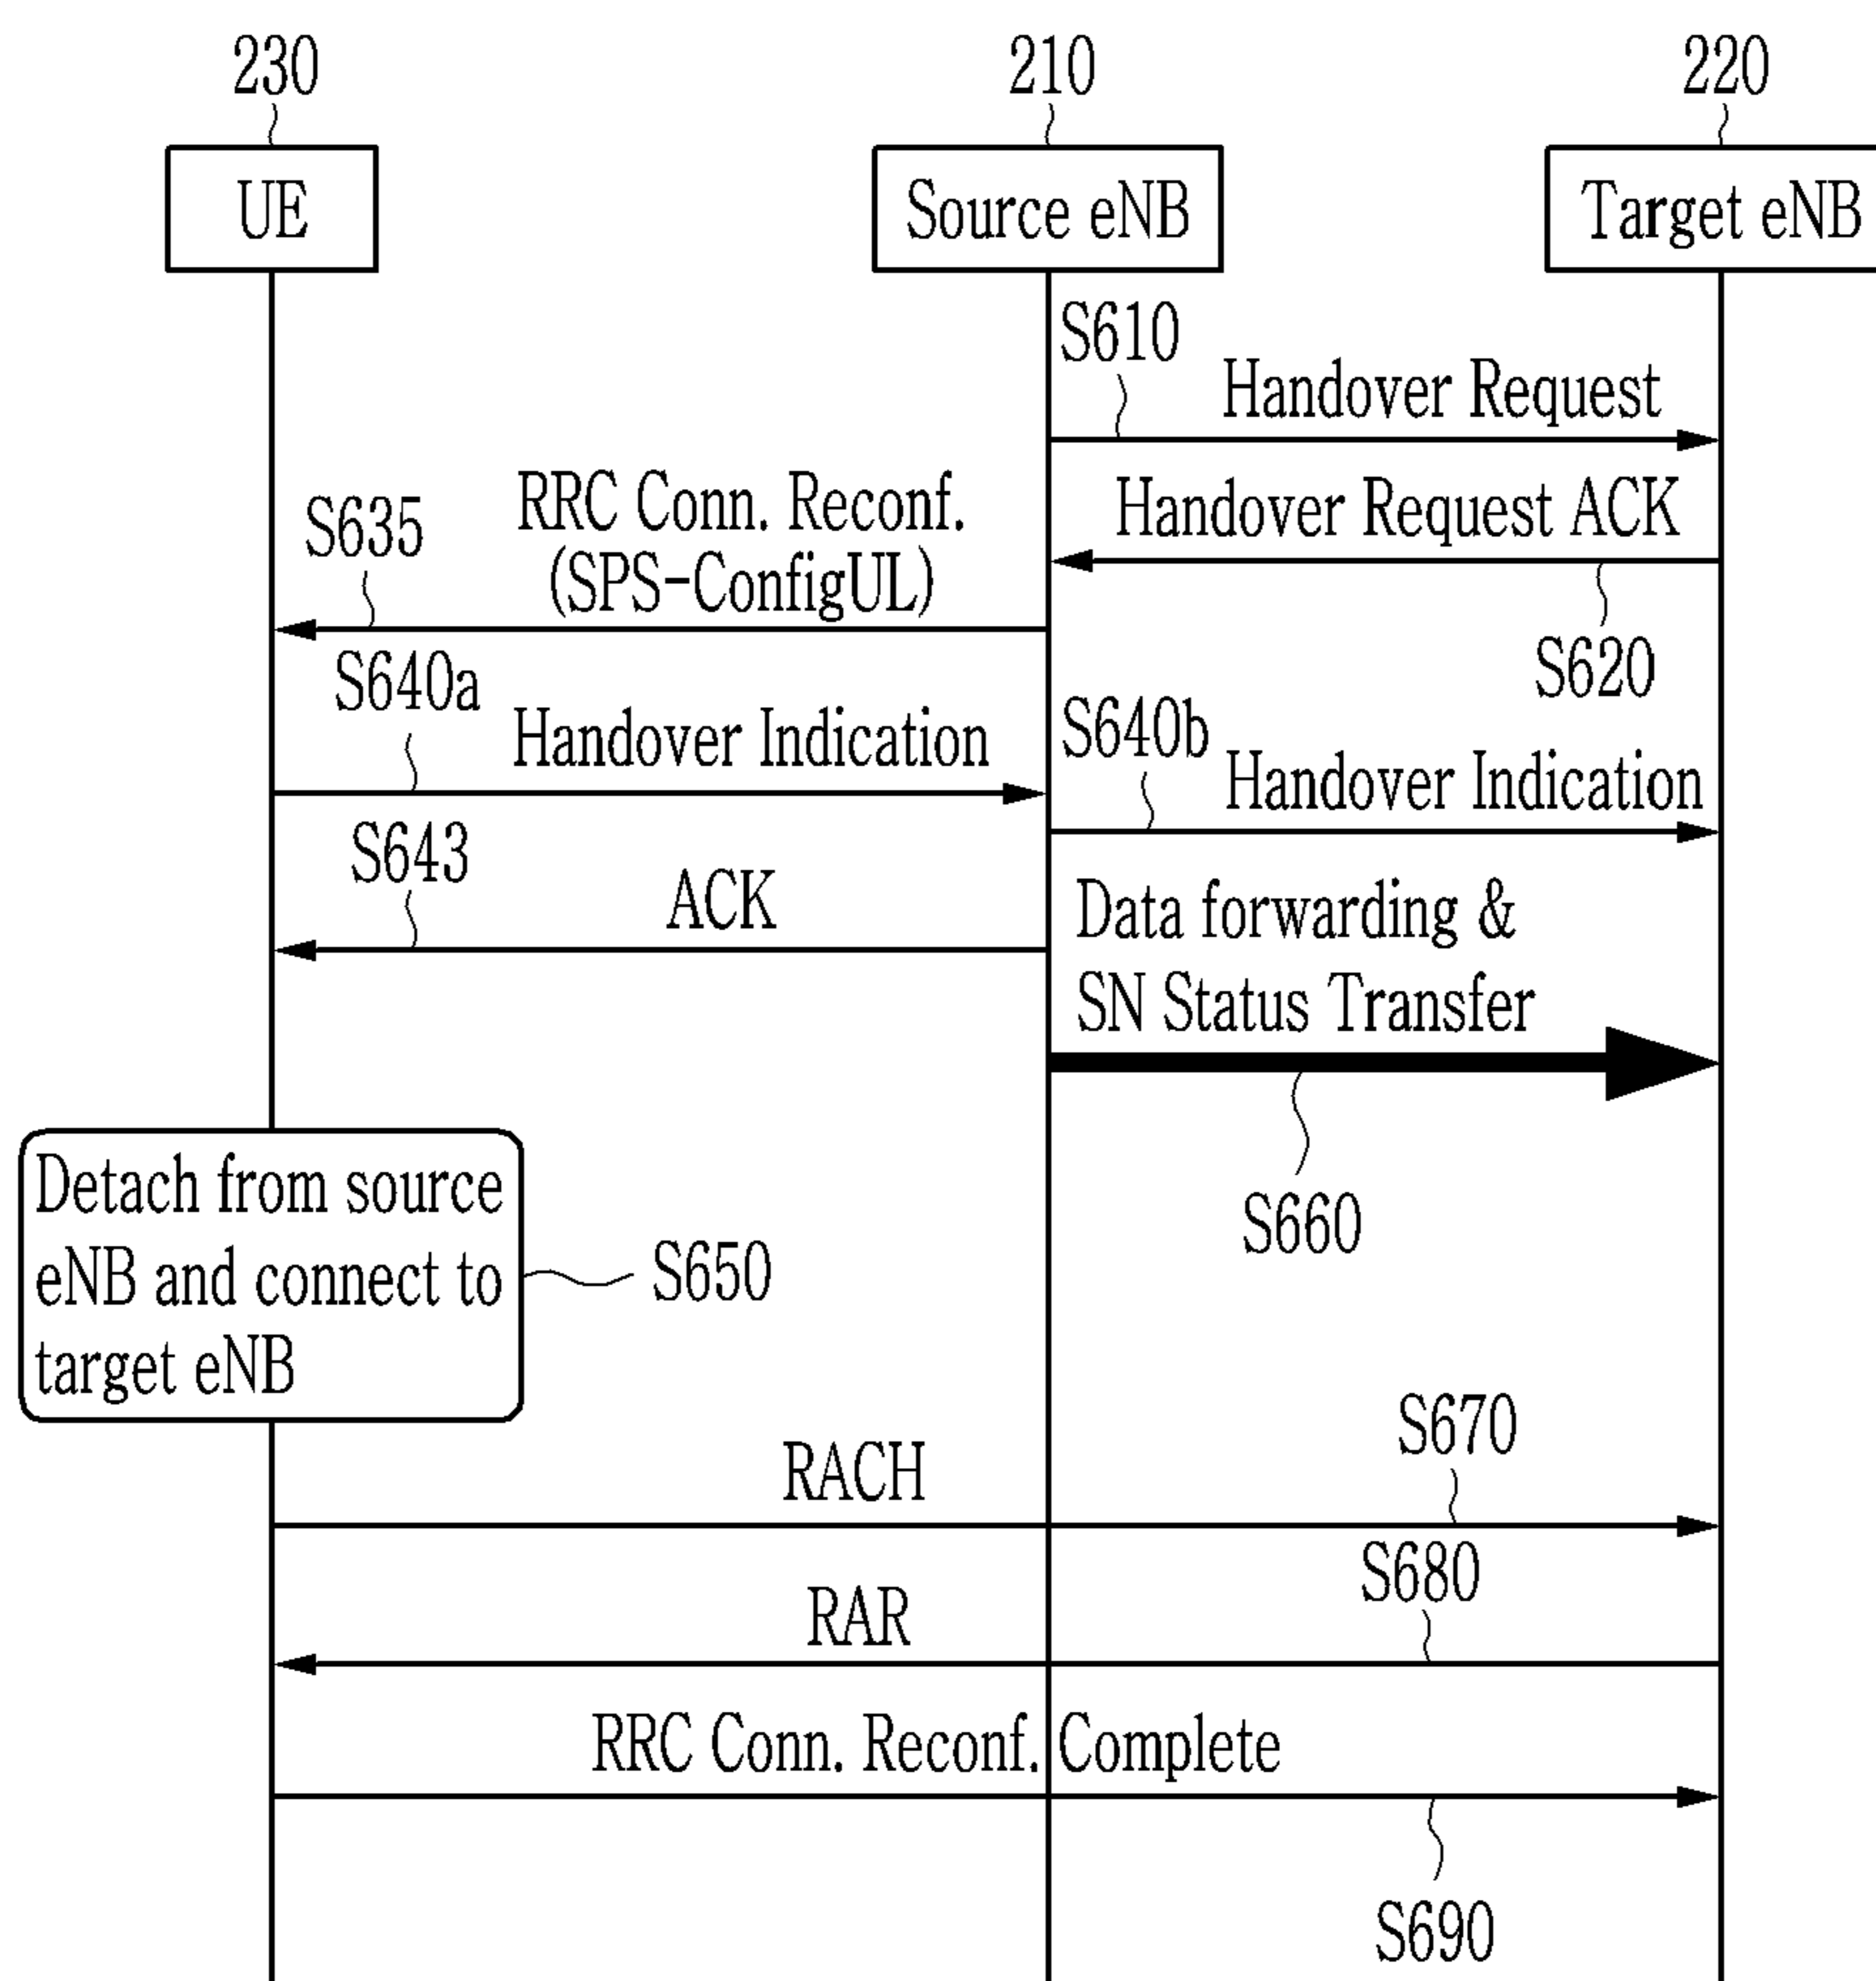 230
210
220
UE
Source eNB
Target eNB
S610
Handover Request
RRC Conn. Reconf.
(SPS-ConfigUL)
S635
Handover Request ACK
S620
S640a
Handover Indication
S640b
Handover Indication
S643
ACK
Data forwarding &
SN Status Transfer
S660
Detach from source
eNB and connect to
target eNB
S650
S670
RACH
S680
RAR
RRC Conn. Reconf. Complete
S690